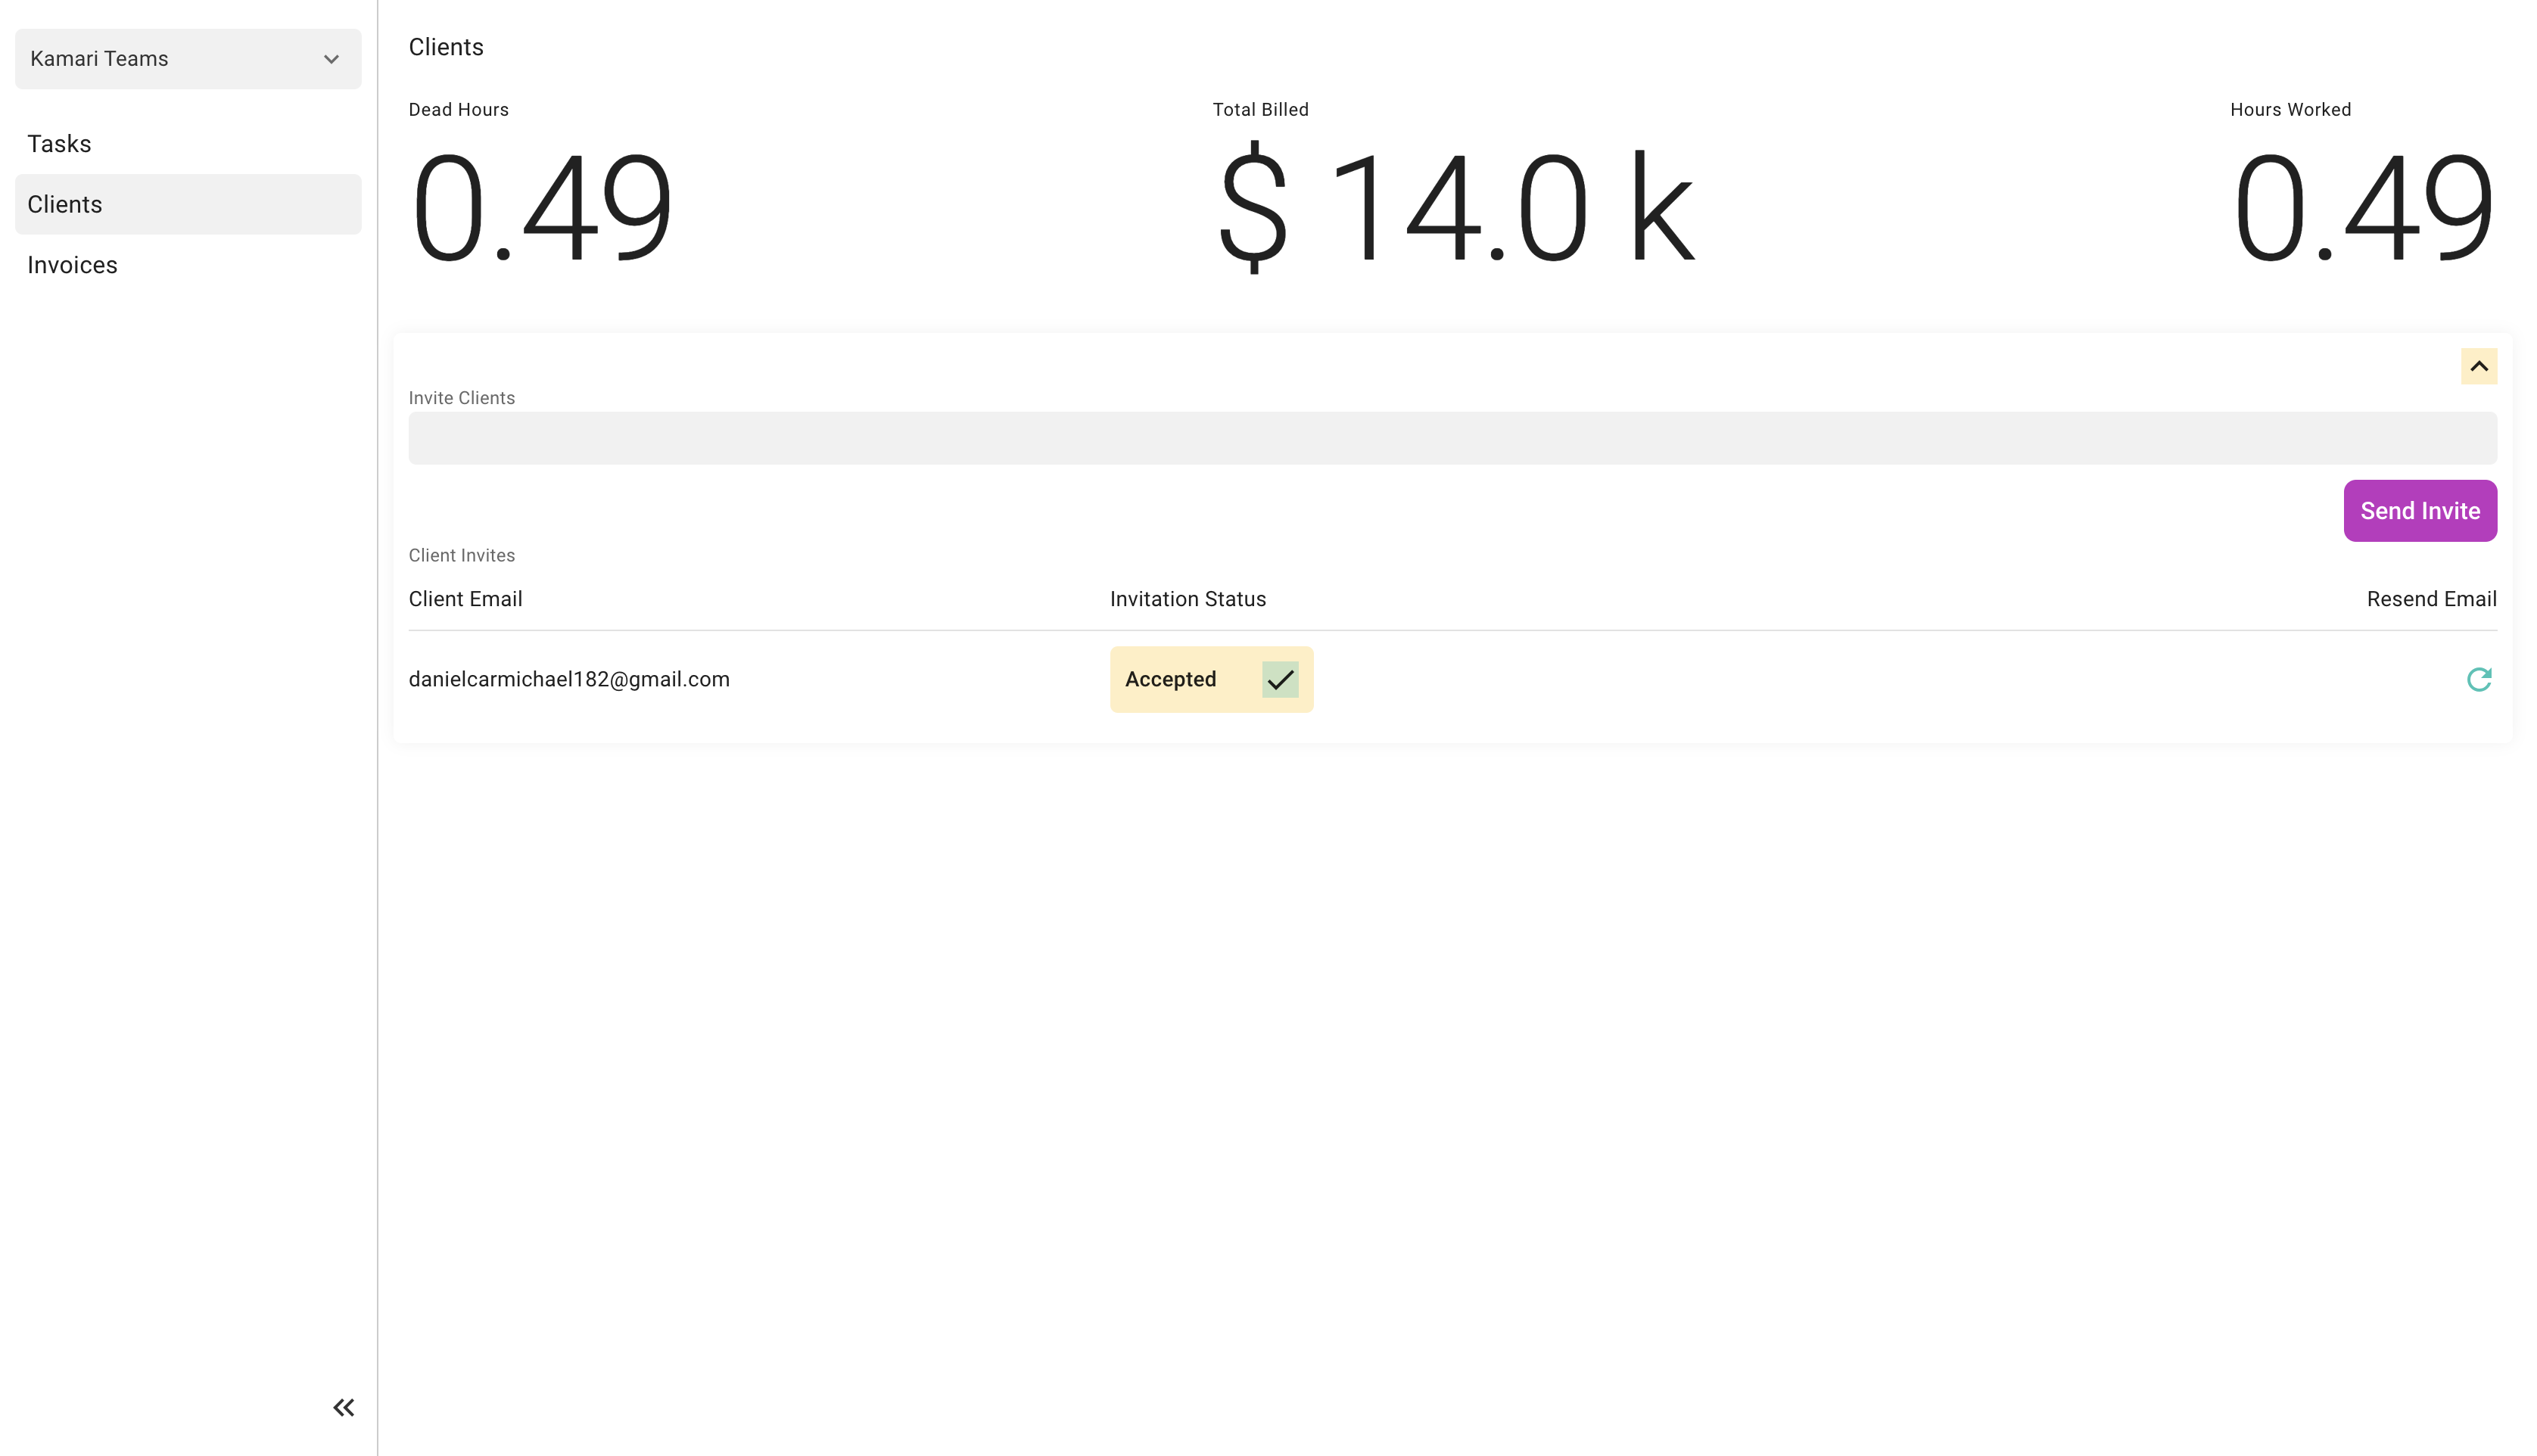 Kamari Teams
Tasks
Clients
Invoices
Clients
Dead Hours
0.49
Total Billed
$ 14.0 k
Hours Worked
0.49
Invite Clients
Send Invite
Client Invites
Client Email Invitation Status Resend Email
danielcarmichael182@gmail.com Accepted